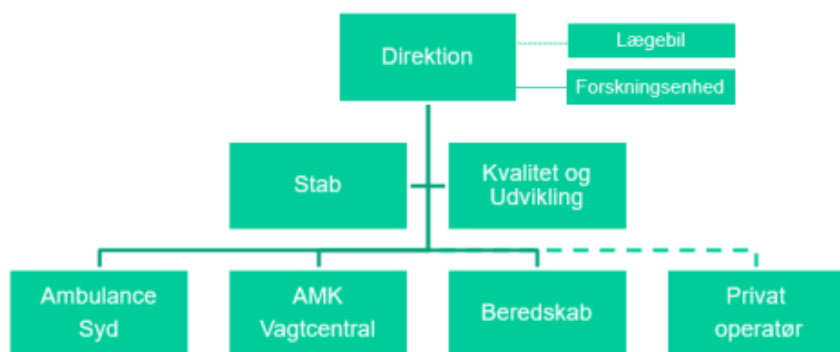 Direktion
Lægebil
Forskningsenhed
Stab
Kvalitet og
Udvikling
Ambulance
Syd
AMK
Vagtcentral
Beredskab
Privat
operatør